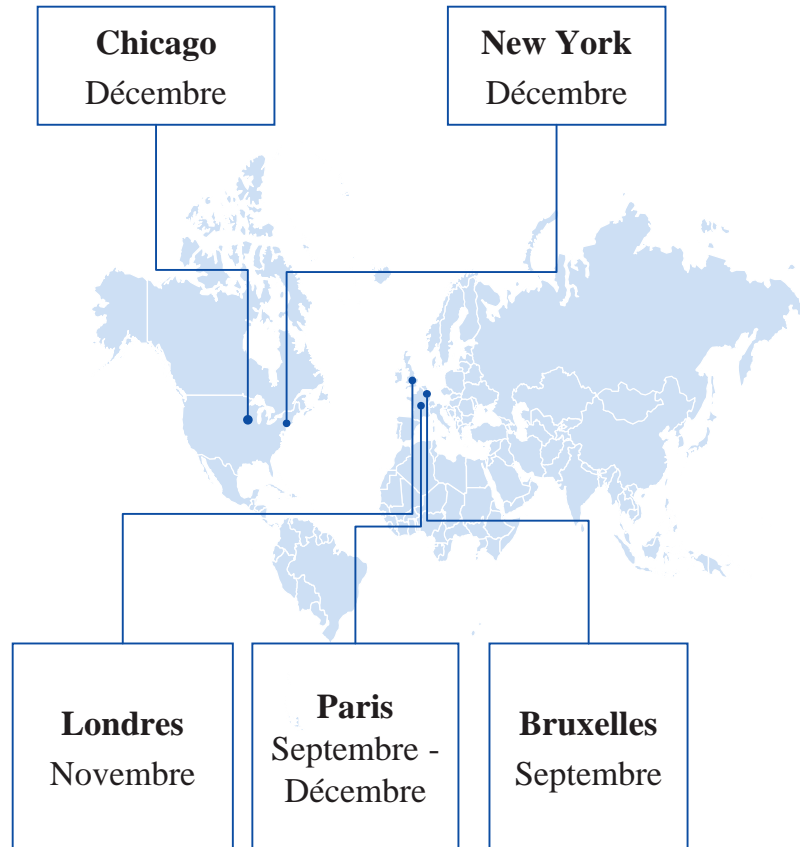 Chicago
Décembre
New York
Décembre
Londres
Novembre
Paris
Septembre -
Décembre
Bruxelles
Septembre